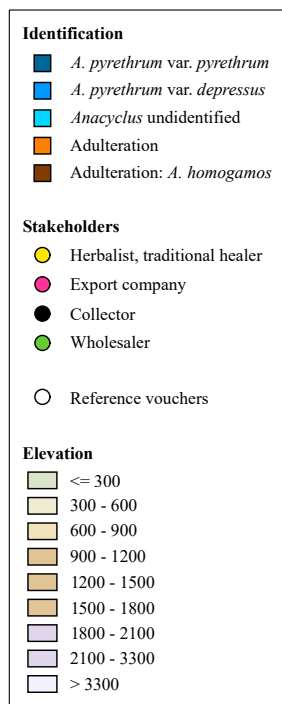 Identification
A. pyrethrum var. pyrethrum
A. pyrethrum var. depressus
Anacyclus undidentified
Adulteration
Adulteration: A. homogamos
Stakeholders
Herbalist, traditional healer
Export company
Collector
Wholesaler
Reference vouchers
Elevation
<= 300
300 - 600
600 - 900
900 - 1200
1200 - 1500
1500 - 1800
1800 - 2100
2100 - 3300
> 3300